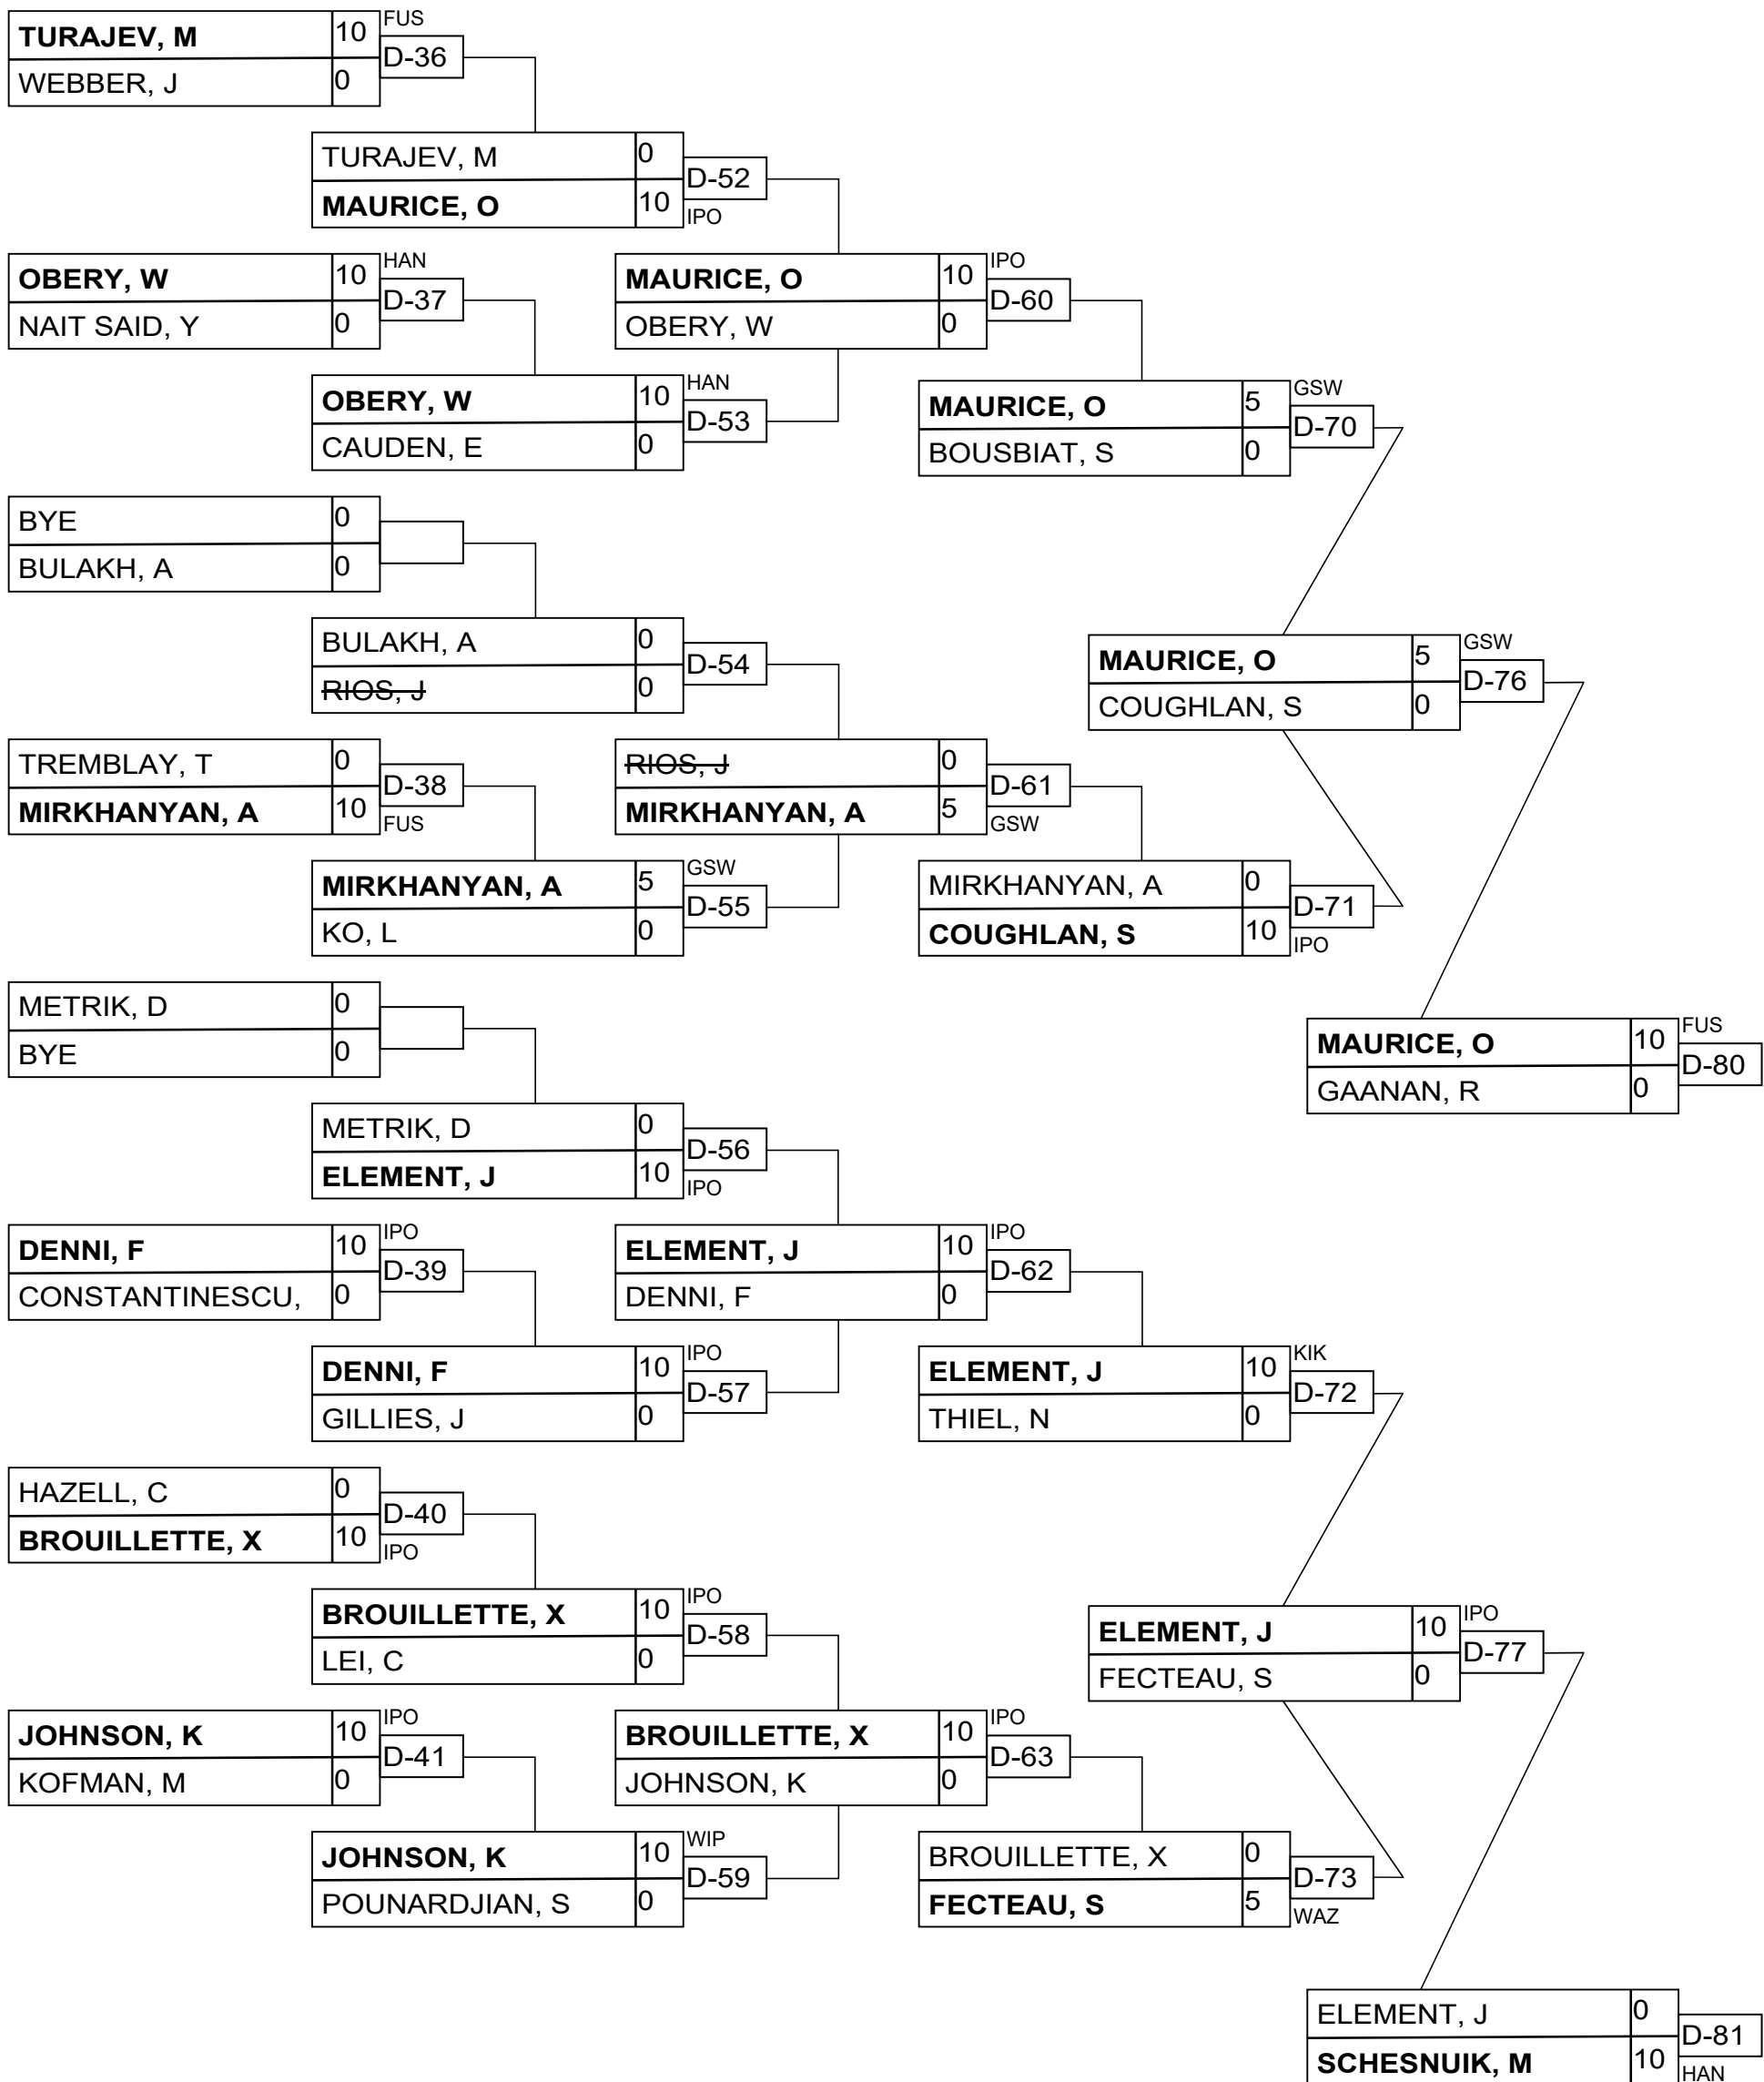 TURAJEV, M 10 FUS
D-36
WEBBER, J 0
TURAJEV, M 0
D-52
MAURICE, O 10 IPO
OBERY, W 10 HAN
D-37
NAIT SAID, Y 0
MAURICE, O 10 IPO
D-60
OBERY, W 0
OBERY, W 10 HAN
D-53
CAUDEN, E 0
MAURICE, O 5 GSW
D-70
BOUSBIAT, S 0
BYE 0
BULAKH, A 0
BULAKH, A 0
D-54
RIOS, J 0
MAURICE, O 5 GSW
D-76
COUGHLAN, S 0
TREMBLAY, T 0
D-38
MIRKHANYAN, A 10 FUS
RIOS, J 0
D-61
MIRKHANYAN, A 5 GSW
MIRKHANYAN, A 5 GSW
D-55
KO, L 0
MIRKHANYAN, A 0
D-71
COUGHLAN, S 10 IPO
METRIK, D 0
BYE 0
MAURICE, O 10 FUS
D-80
GAANAN, R 0
METRIK, D 0
D-56
ELEMENT, J 10 IPO
DENNI, F 10 IPO
D-39
CONSTANTINESCU, 0
ELEMENT, J 10 IPO
D-62
DENNI, F 0
DENNI, F 10 IPO
D-57
GILLIES, J 0
ELEMENT, J 10 KIK
D-72
THIEL, N 0
HAZELL, C 0
D-40
BROUILLETTE, X 10 IPO
BROUILLETTE, X 10 IPO
D-58
LEI, C 0
ELEMENT, J 10 IPO
D-77
FECTEAU, S 0
JOHNSON, K 10 IPO
D-41
KOFMAN, M 0
BROUILLETTE, X 10 IPO
D-63
JOHNSON, K 0
JOHNSON, K 10 WIP
D-59
POUNARDJIAN, S 0
BROUILLETTE, X 0
D-73
FECTEAU, S 5 WAZ
ELEMENT, J 0
D-81
SCHESNUIK, M 10 HAN